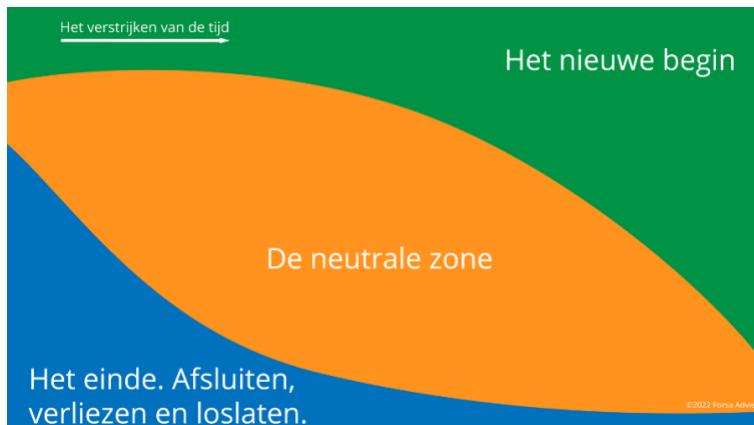 Het verstrijken van de tijd
Het nieuwe begin
De neutrale zone
Het einde. Afsluiten,
verliezen en loslaten.
©2022 Forsa Advie